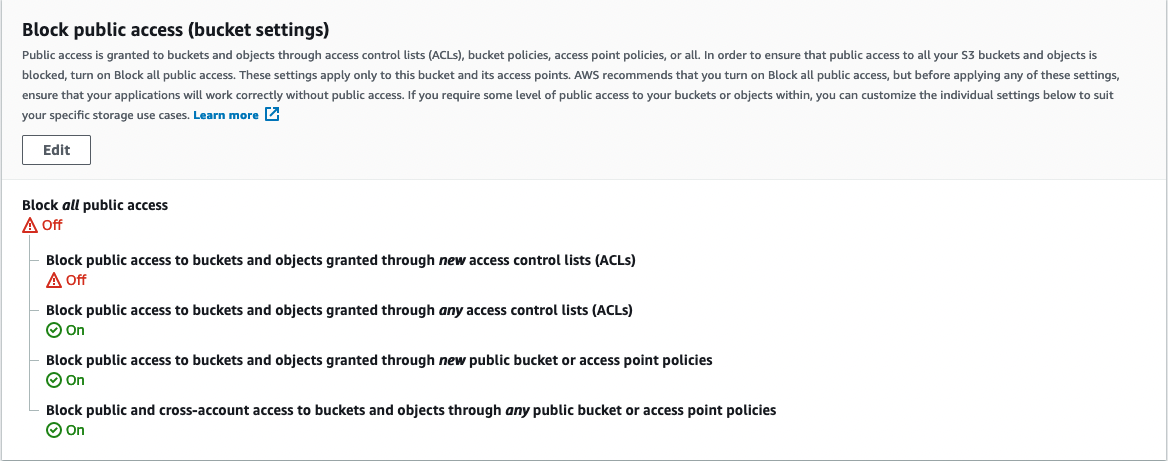 Block public access (bucket settings)
Public access is granted to buckets and objects through access control lists (ACLs), bucket policies, access point policies, or all. In order to ensure that public access to all your S3 buckets and objects is
blocked, turn on Block all public access. These settings apply only to this bucket and its access points. AWS recommends that you turn on Block all public access, but before applying any of these settings,
ensure that your applications will work correctly without public access. If you require some level of public access to your buckets or objects within, you can customize the individual settings below to suit
your specific storage use cases. Learn more
Edit
Block all public access
Off
Block public access to buckets and objects granted through new access control lists (ACLs)
Off
Block public access to buckets and objects granted through any access control lists (ACLs)
On
Block public access to buckets and objects granted through new public bucket or access point policies
On
Block public and cross-account access to buckets and objects through any public bucket or access point policies
On